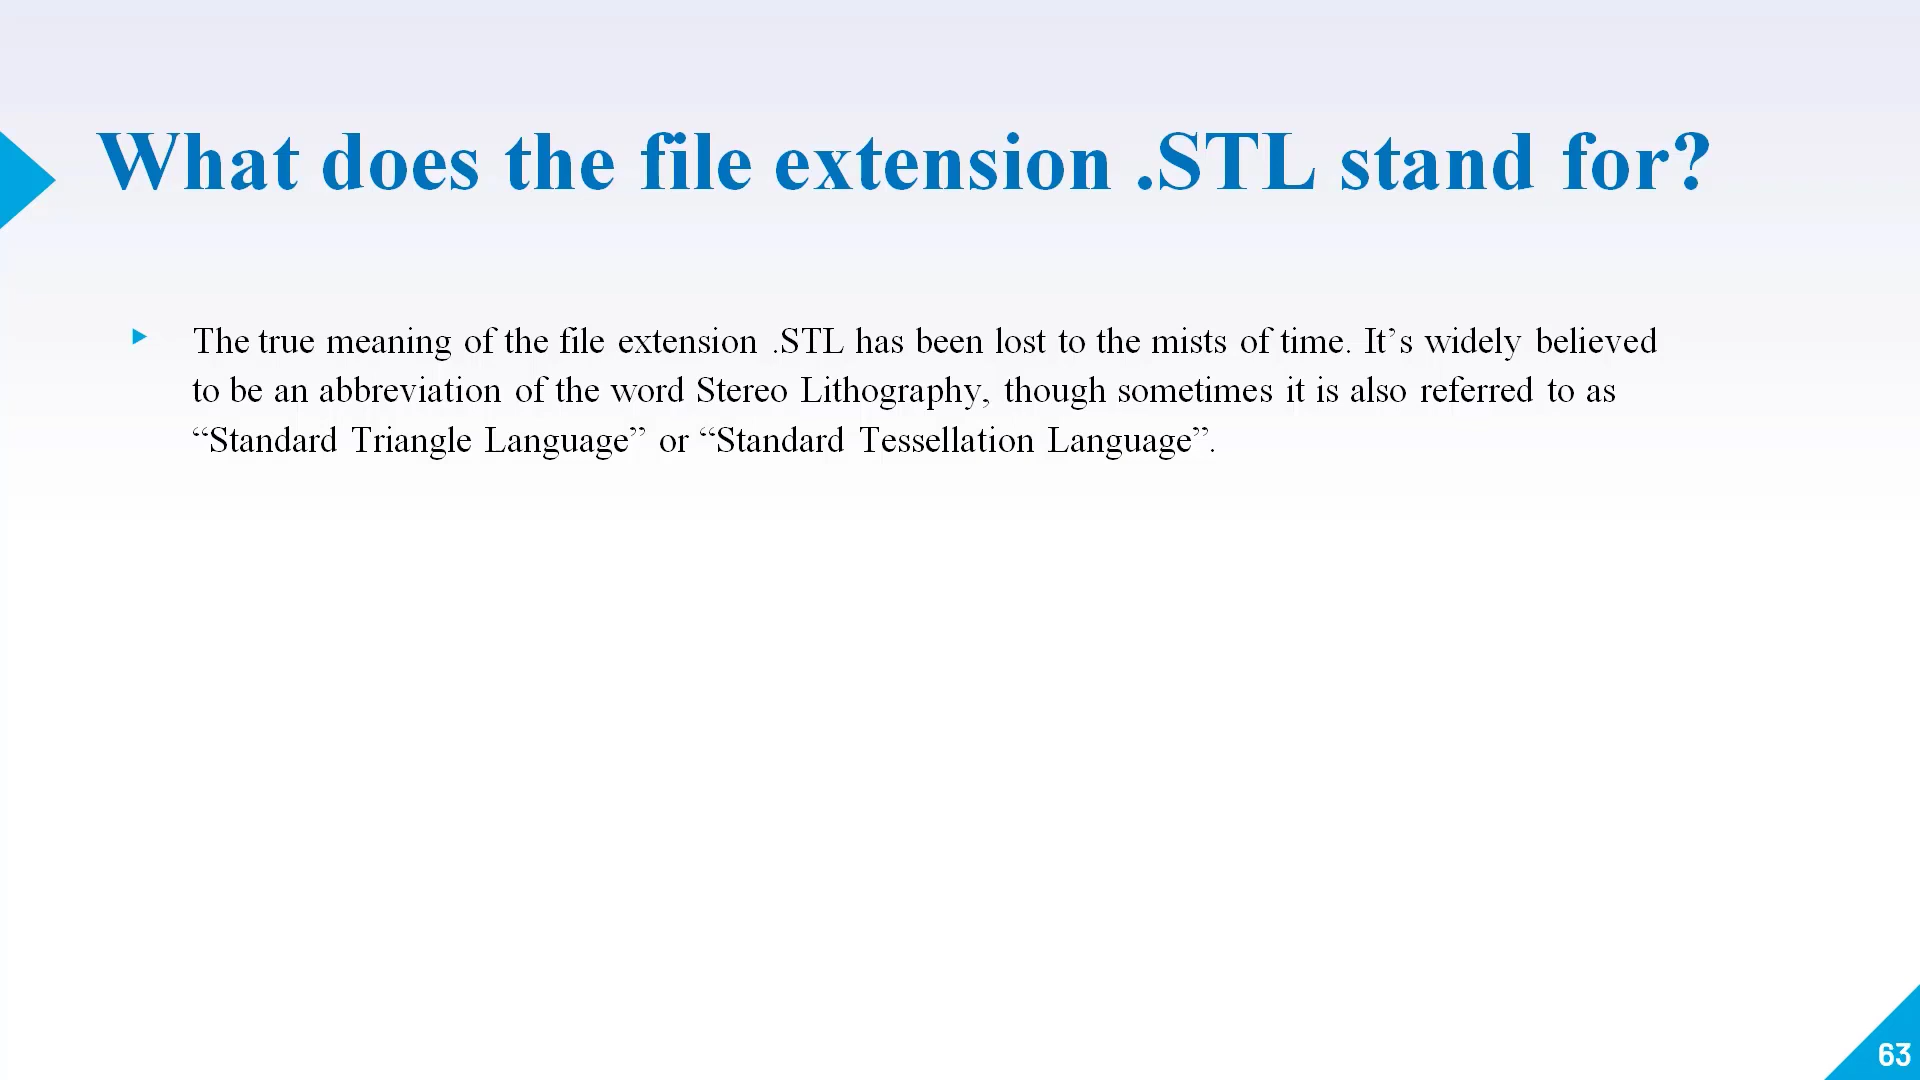 What does the file extension .STL stand for?
The true meaning of the file extension .STL has been lost to the mists of time. It’s widely believed
to be an abbreviation of the word Stereo Lithography, though sometimes it is also referred to as
“Standard Triangle Language” or “Standard Tessellation Language”.
63